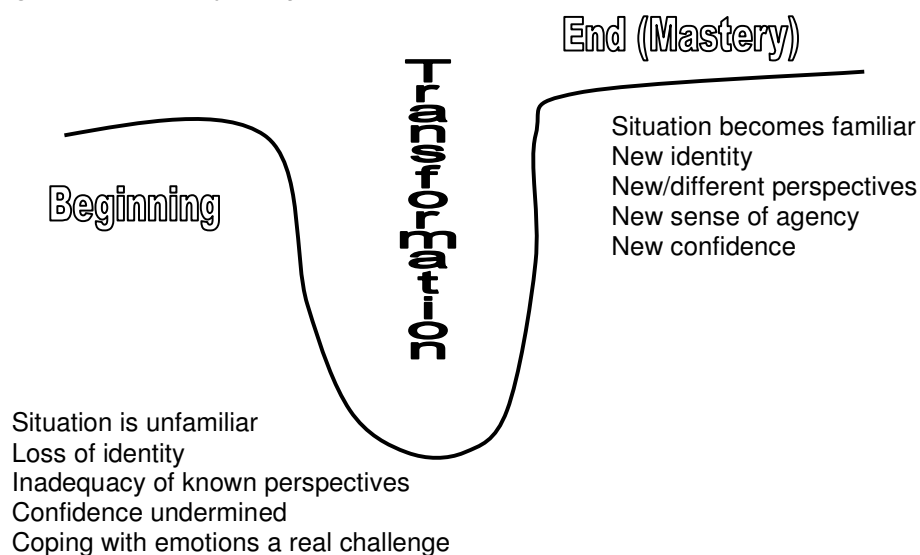 End (Mastery)
Transformation
Situation becomes familiar
New identity
New/different perspectives
New sense of agency
New confidence
Beginning
Situation is unfamiliar
Loss of identity
Inadequacy of known perspectives
Confidence undermined
Coping with emotions a real challenge